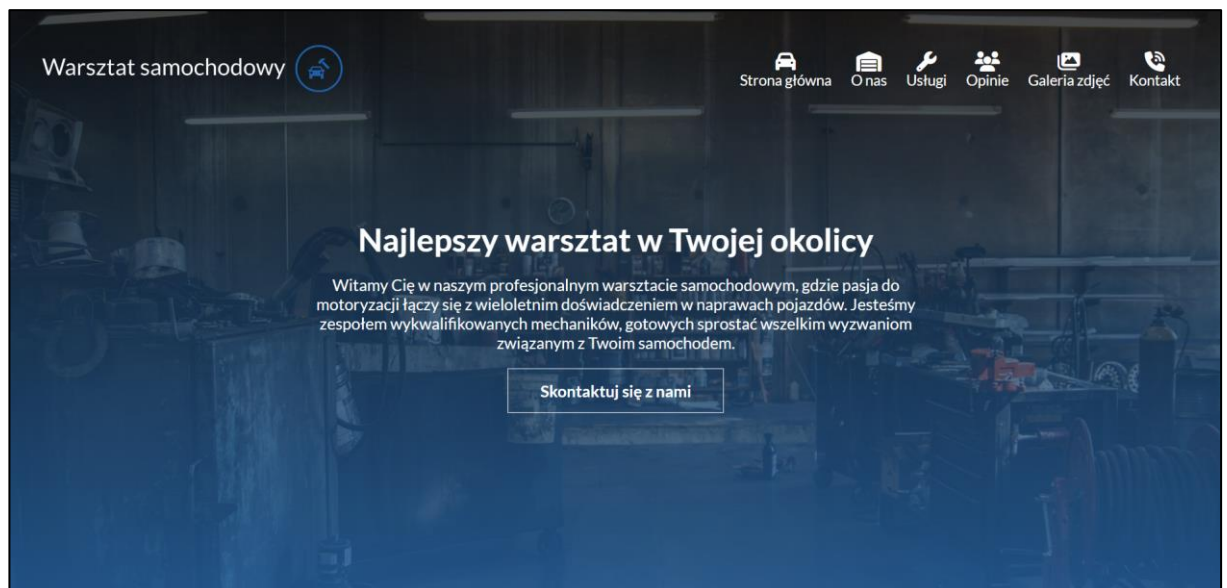 Warsztat samochodowy
Strona główna
O nas
Usługi
Opinie
Galeria zdjęć
Kontakt
Najlepszy warsztat w Twojej okolicy
Witamy Cię w naszym profesjonalnym warsztacie samochodowym, gdzie pasja do
motoryzacji łączy się z wieloletnim doświadczeniem w naprawach pojazdów. Jesteśmy
zespołem wykwalifikowanych mechaników, gotowych sprostać wszelkim wyzwaniom
związanym z Twoim samochodem.
Skontaktuj się z nami